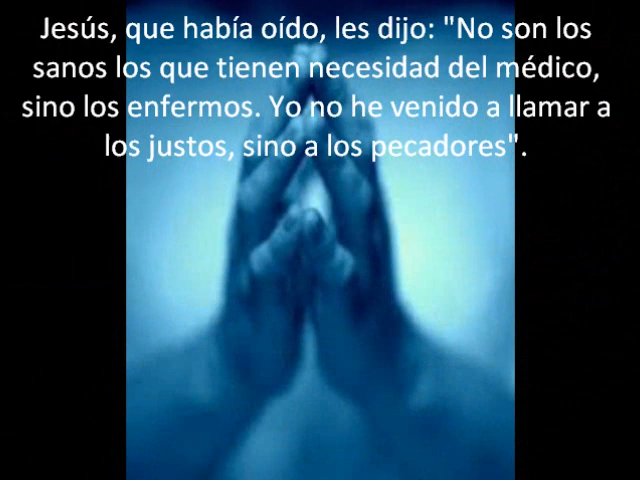 Jesús, que había oído, les dijo: "No son los
sanos los que tienen necesidad del médico,
sino los enfermos. Yo no he venido a llamar a
los justos, sino a los pecadores".